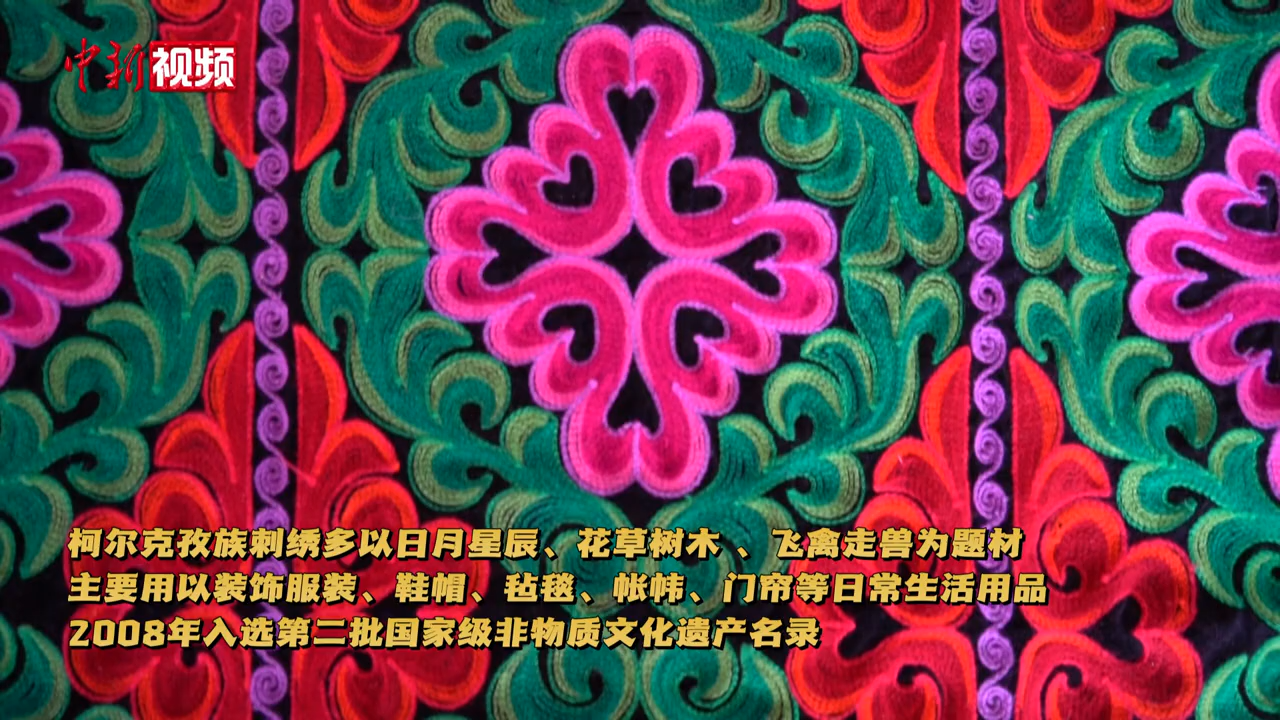 中新视频
柯尔克孜族刺绣多以日月星辰、花草树木 、飞禽走兽为题材
主要用以装饰服装、鞋帽、毡毯、帐帏、门帘等日常生活用品
2008年入选第二批国家级非物质文化遗产名录